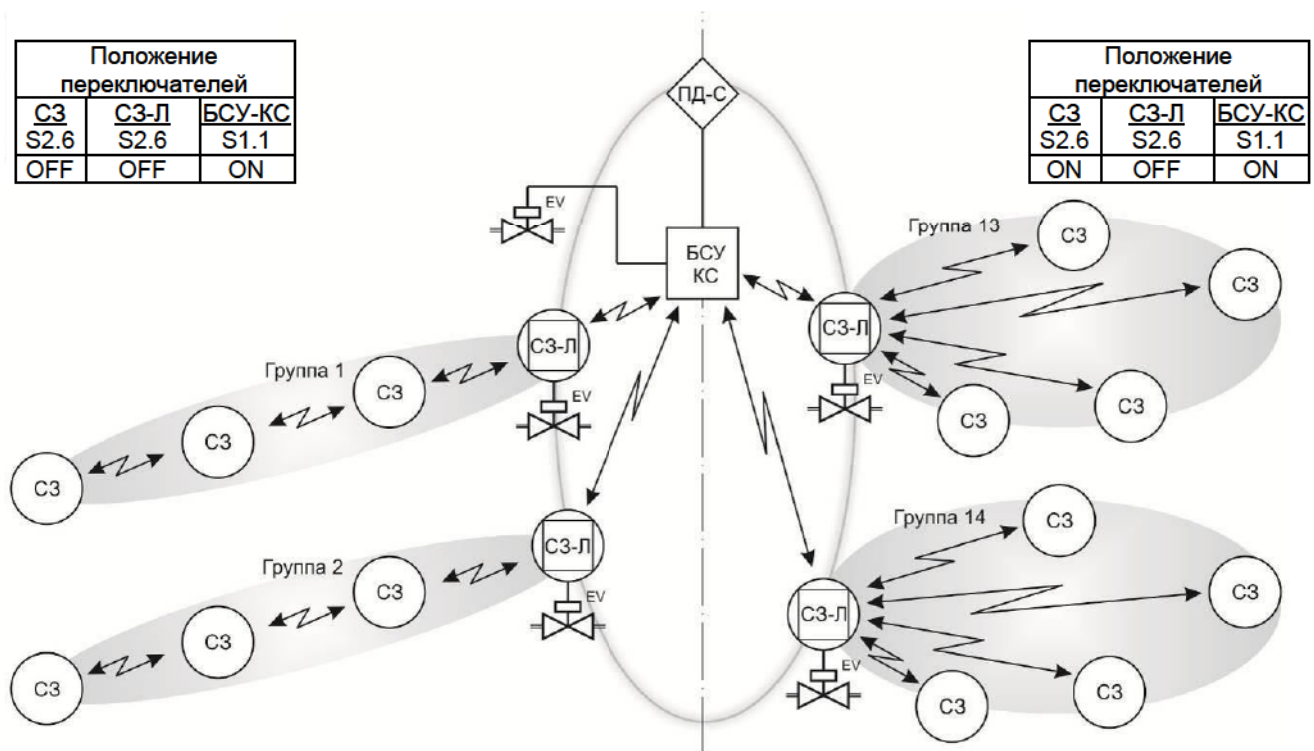 Положение
переключателей
СЗ СЗ-Л БСУ-КС
S2.6 S2.6 S1.1
OFF OFF ON
Положение
переключателей
СЗ СЗ-Л БСУ-КС
S2.6 S2.6 S1.1
ON OFF ON
ПД-С
EV
БСУ
КС
Группа 13
СЗ
СЗ
СЗ-Л
EV
СЗ
СЗ
Группа 1
СЗ-Л
EV
СЗ
СЗ
СЗ
Группа 2
СЗ-Л
EV
СЗ
СЗ
СЗ
Группа 14
СЗ
СЗ
СЗ-Л
EV
СЗ
СЗ